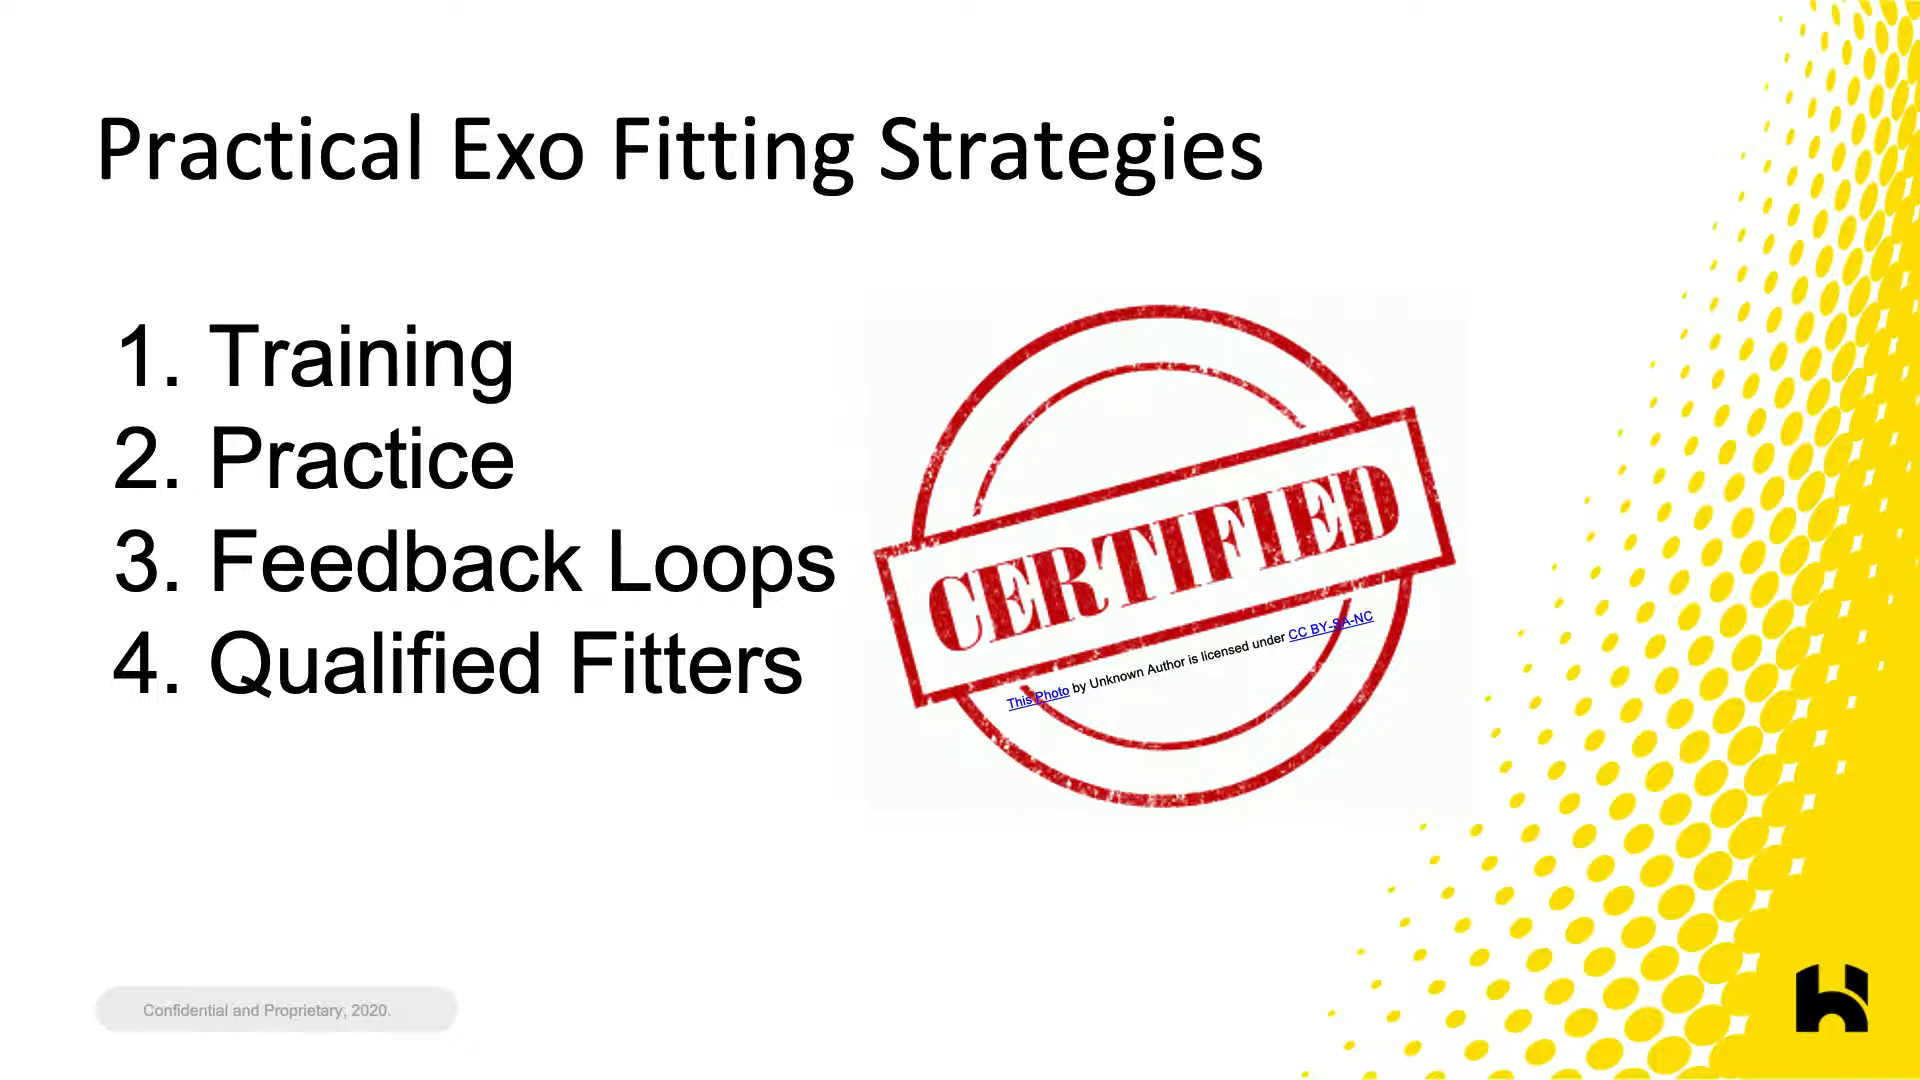 Practical Exo Fitting Strategies
1. Training
2. Practice
3. Feedback Loops
4. Qualified Fitters
CERTIFIED
This Photo by Unknown Author is licensed under CC BY-SA-NC
Confidential and Proprietary, 2020.